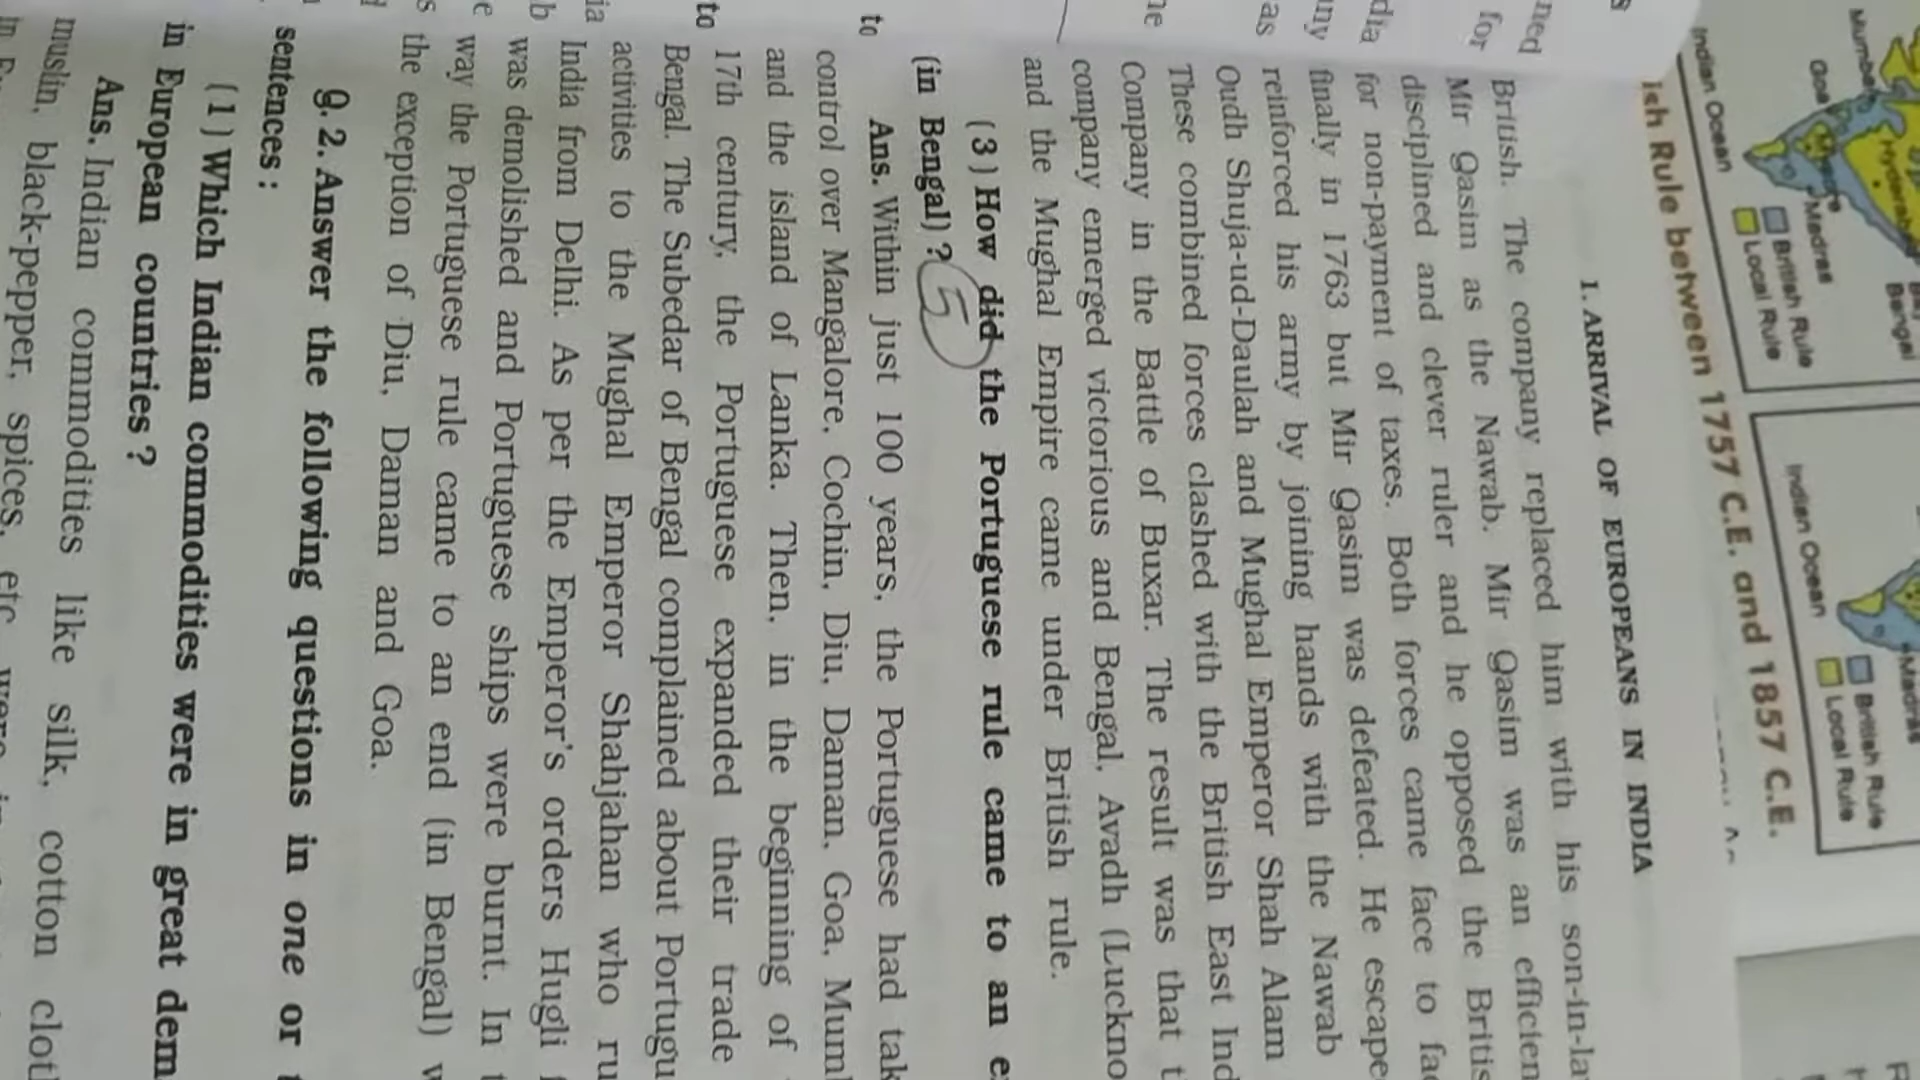 Mumbai
Goa
Hyderabad
Madras
Bengal
Indian Ocean
British Rule
Local Rule
Indian Ocean
Madras
British Rule
Local Rule
ish Rule between 1757 C.E. and 1857 C.E.
1. ARRIVAL OF EUROPEANS IN INDIA
British. The company replaced him with his son-in-la
Mir Qasim as the Nawab. Mir Qasim was an efficien
disciplined and clever ruler and he opposed the Britis
for non-payment of taxes. Both forces came face to fac
finally in 1763 but Mir Qasim was defeated. He escape
reinforced his army by joining hands with the Nawab
Oudh Shuja-ud-Daulah and Mughal Emperor Shah Alam
These combined forces clashed with the British East Ind
Company in the Battle of Buxar. The result was that t
company emerged victorious and Bengal, Avadh (Luckno
and the Mughal Empire came under British rule.
(3) How did the Portuguese rule came to an e
(in Bengal) ?
5
Ans. Within just 100 years, the Portuguese had tak
control over Mangalore, Cochin, Diu, Daman, Goa, Mum
and the island of Lanka. Then, in the beginning of
17th century, the Portuguese expanded their trade
Bengal. The Subedar of Bengal complained about Portugu
activities to the Mughal Emperor Shahjahan who ru
India from Delhi. As per the Emperor's orders Hugli
was demolished and Portuguese ships were burnt. In t
way the Portuguese rule came to an end (in Bengal) w
the exception of Diu, Daman and Goa.
Q. 2. Answer the following questions in one or t
sentences :
(1) Which Indian commodities were in great dem
in European countries ?
Ans. Indian commodities like silk, cotton clot
muslin, black-pepper, spices, etc. were in